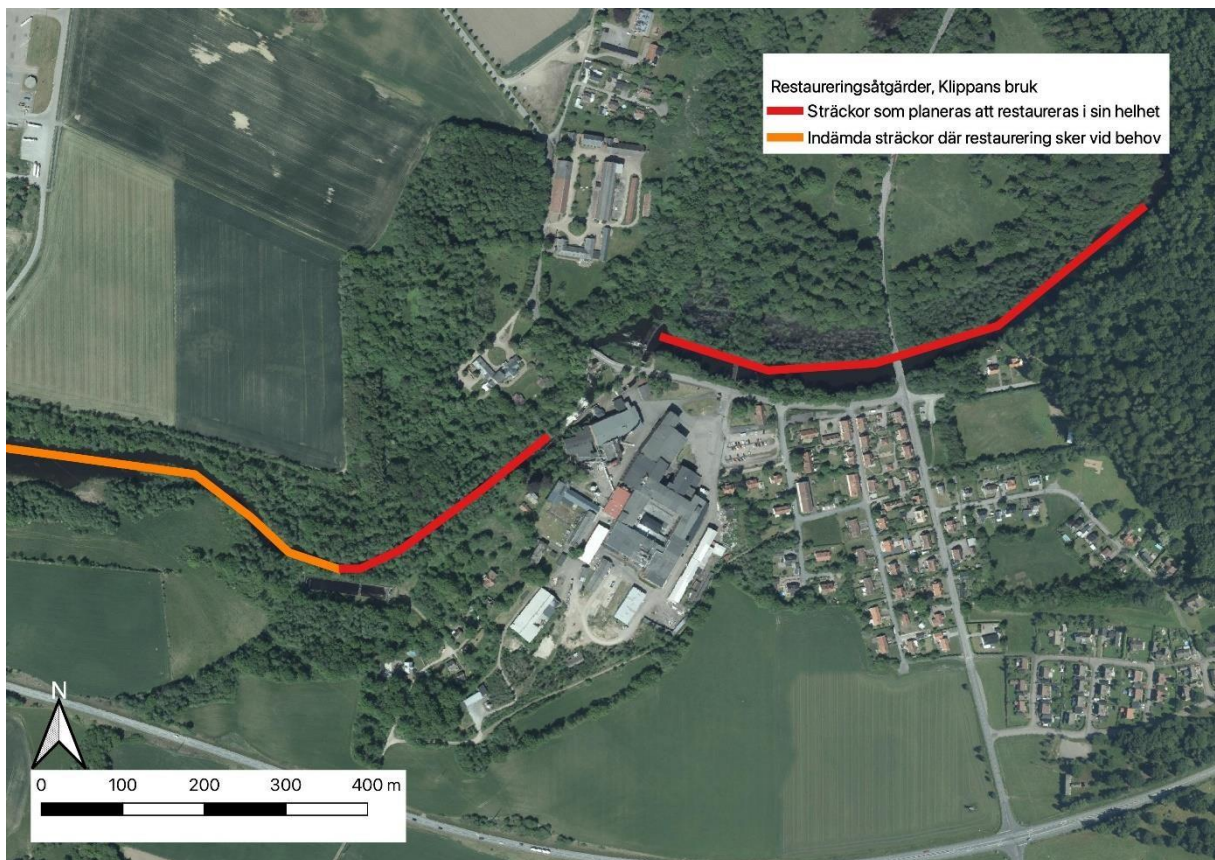 Restaureringsåtgärder, Klippans bruk
Sträckor som planeras att restaureras i sin helhet
Indämda sträckor där restaurering sker vid behov
N
0 100 200 300 400 m